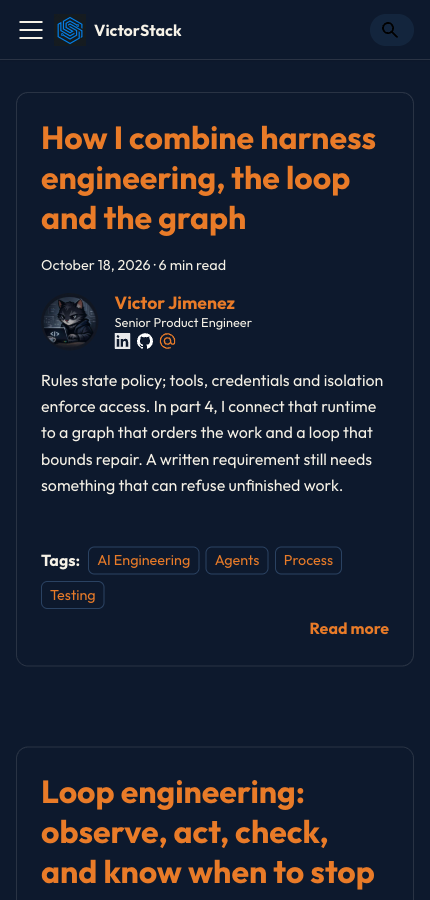 VictorStack
How I combine harness
engineering, the loop
and the graph
October 18, 2026 · 6 min read
Victor Jimenez
Senior Product Engineer
Rules state policy; tools, credentials and isolation
enforce access. In part 4, I connect that runtime
to a graph that orders the work and a loop that
bounds repair. A written requirement still needs
something that can refuse unfinished work.
Tags: AI Engineering Agents Process
Testing
Read more
Loop engineering:
observe, act, check,
and know when to stop